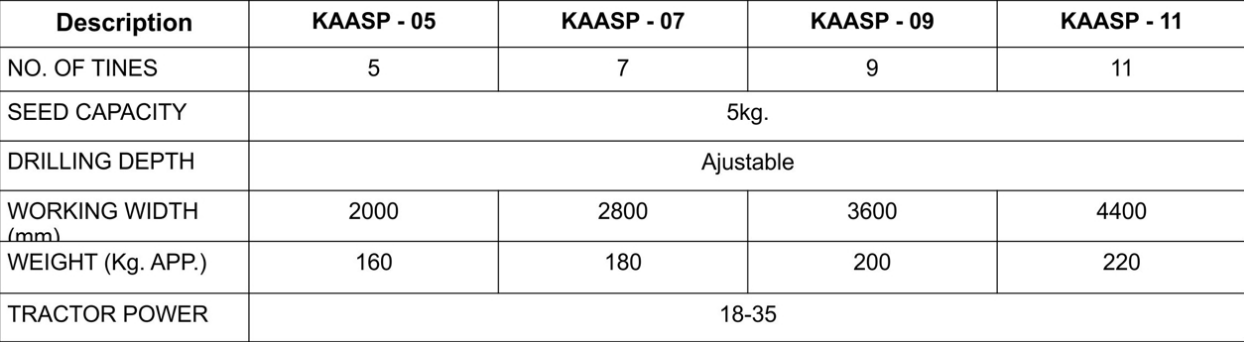 Description KAASP - 05 KAASP - 07 KAASP - 09 KAASP - 11
NO. OF TINES 5 7 9 11
SEED CAPACITY 5kg.
DRILLING DEPTH Ajustable
WORKING WIDTH 2000 2800 3600 4400
(mm)
WEIGHT (Kg. APP.) 160 180 200 220
TRACTOR POWER 18-35